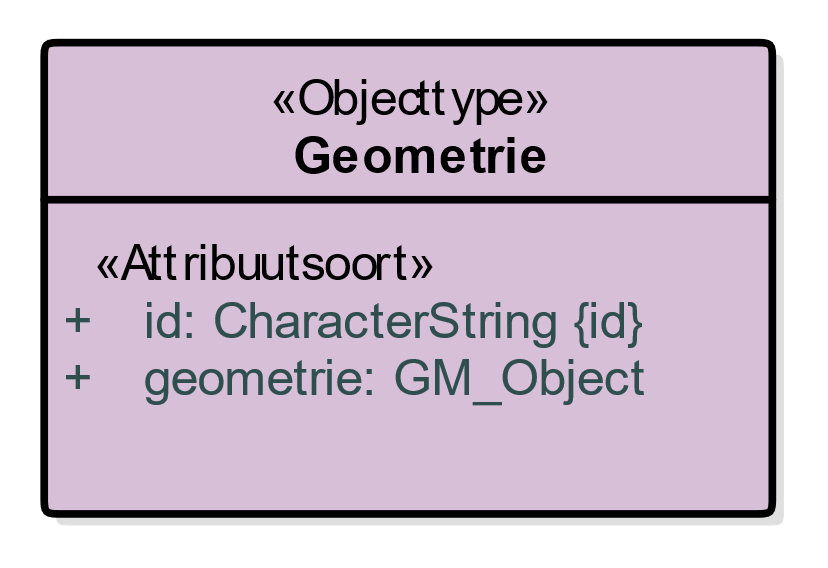 «Objecttype»
Geometrie
«Attribuutsoort»
+ id: CharacterString {id}
+ geometrie: GM_Object